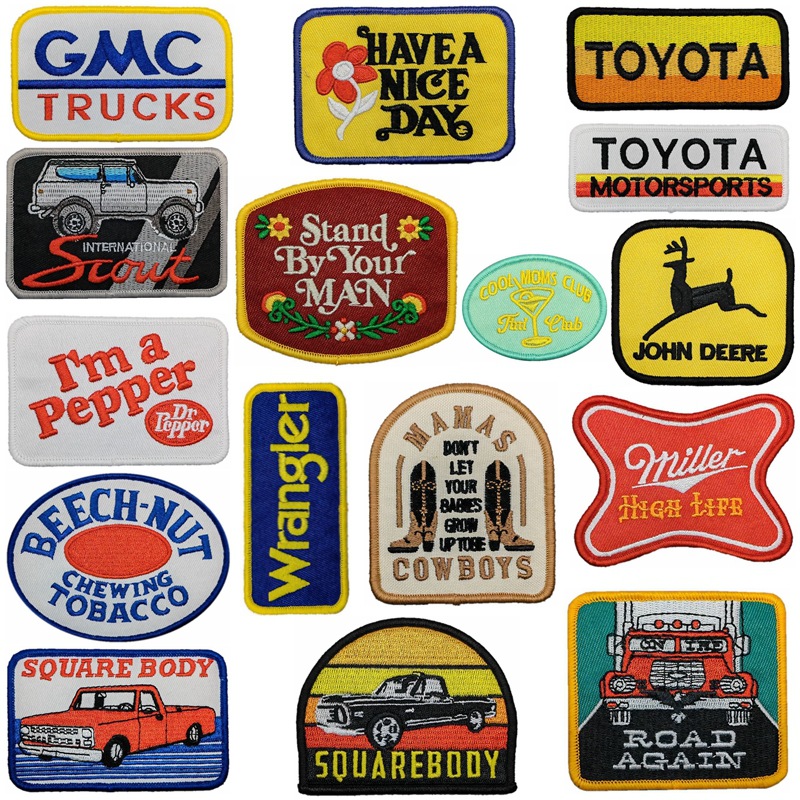 GMC
TRUCKS
HAVE A
NICE
DAY
TOYOTA
TOYOTA
MOTORSPORTS
INTERNATIONAL
Scout
Stand
By Your
MAN
COOL MOMS CLUB
Tini Club
JOHN DEERE
I'm a
Pepper
Dr
Pepper
Wrangler
MAMAS
DON'T
LET
YOUR
BABIES
GROW
UP TO BE
COWBOYS
Miller
HIGH LIFE
BEECH-NUT
CHEWING
TOBACCO
SQUARE BODY
SQUAREBODY
ON THE
ROAD
AGAIN